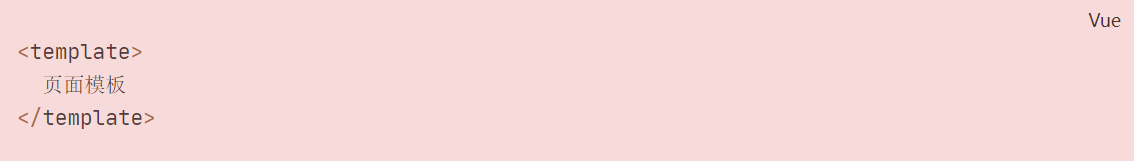 Vue
<template>
页面模板
</template>